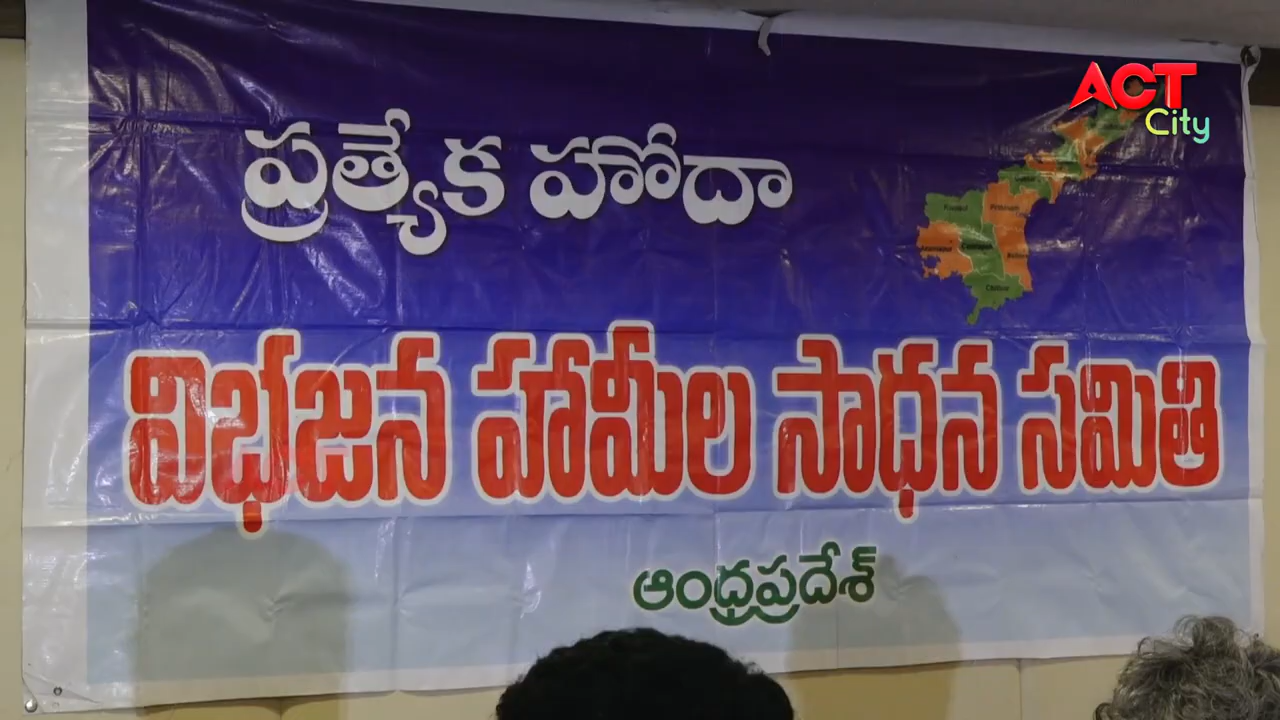 ACT
City
ప్రత్యేక హోదా
విభజన హామీల సాధన సమితి
ఆంధ్రప్రదేశ్